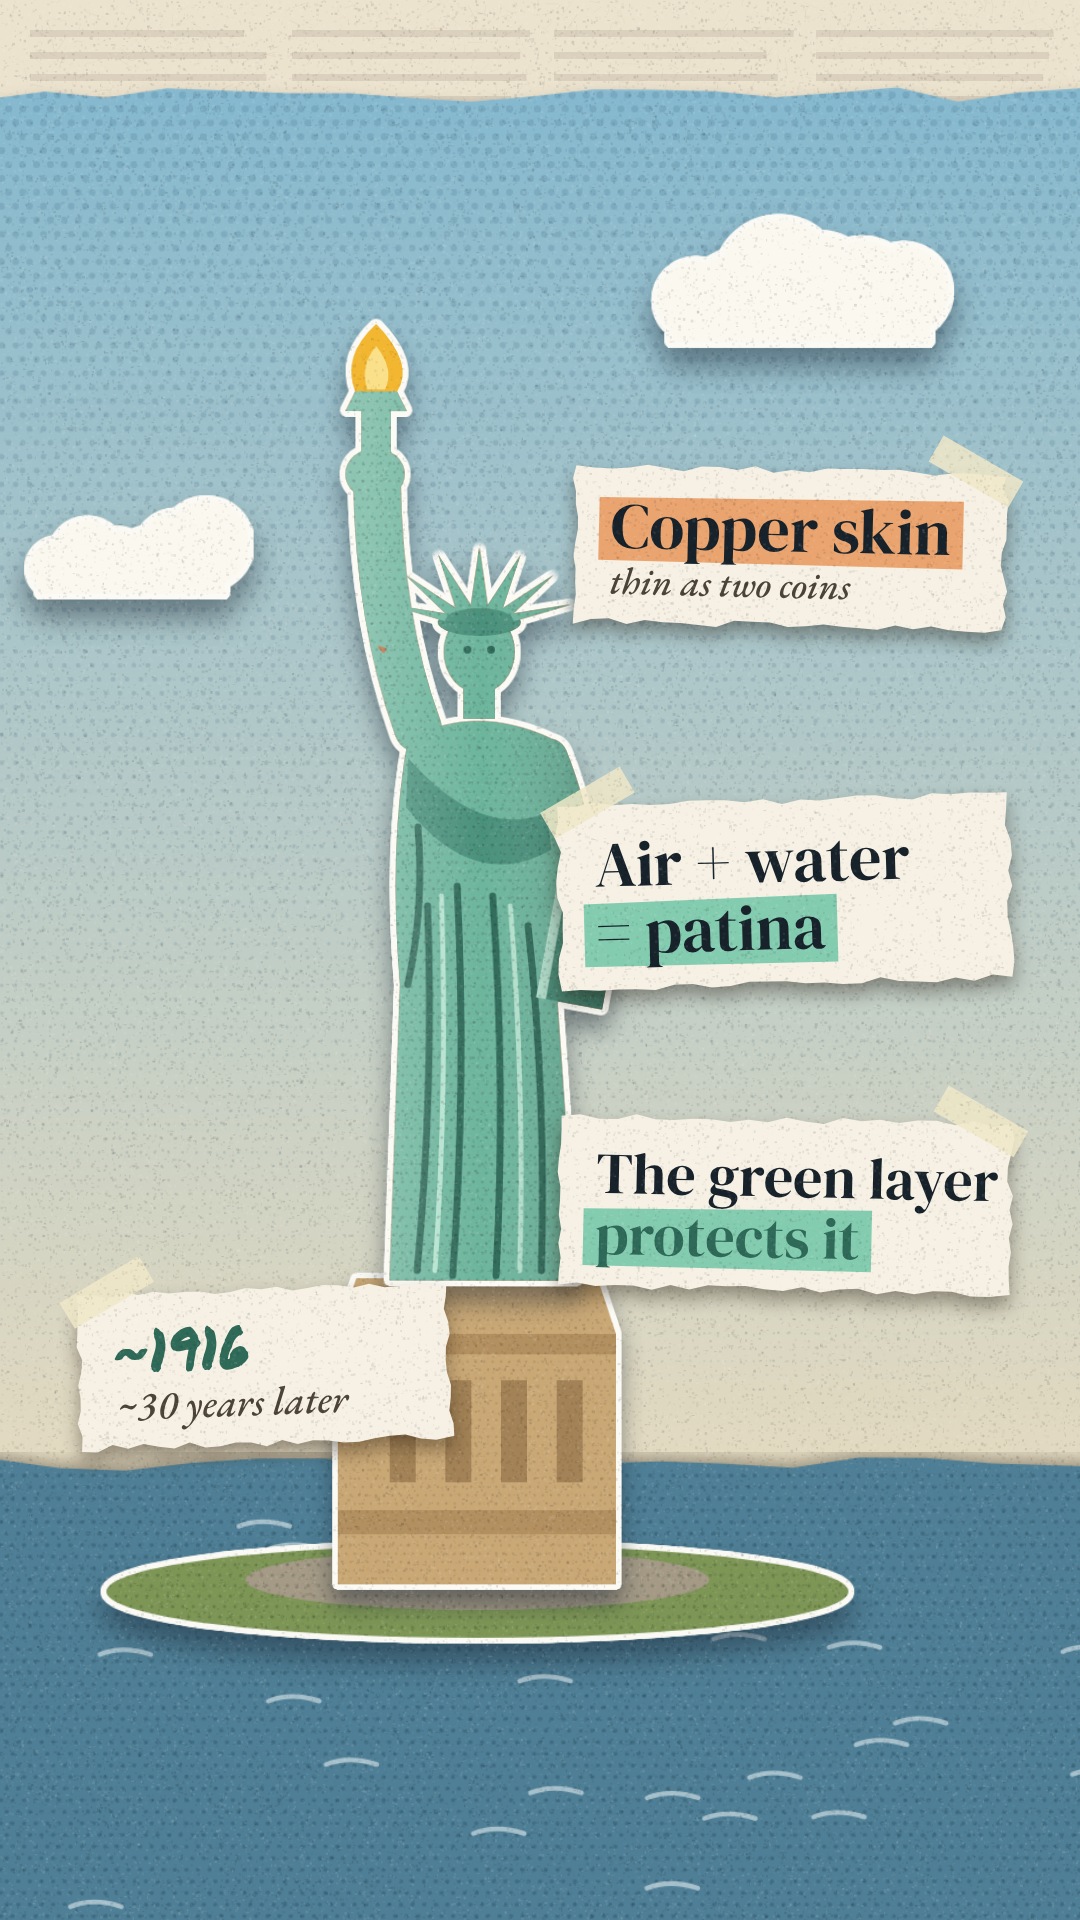 Copper skin
thin as two coins
Air + water
= patina
The green layer
protects it
~1916
~30 years later